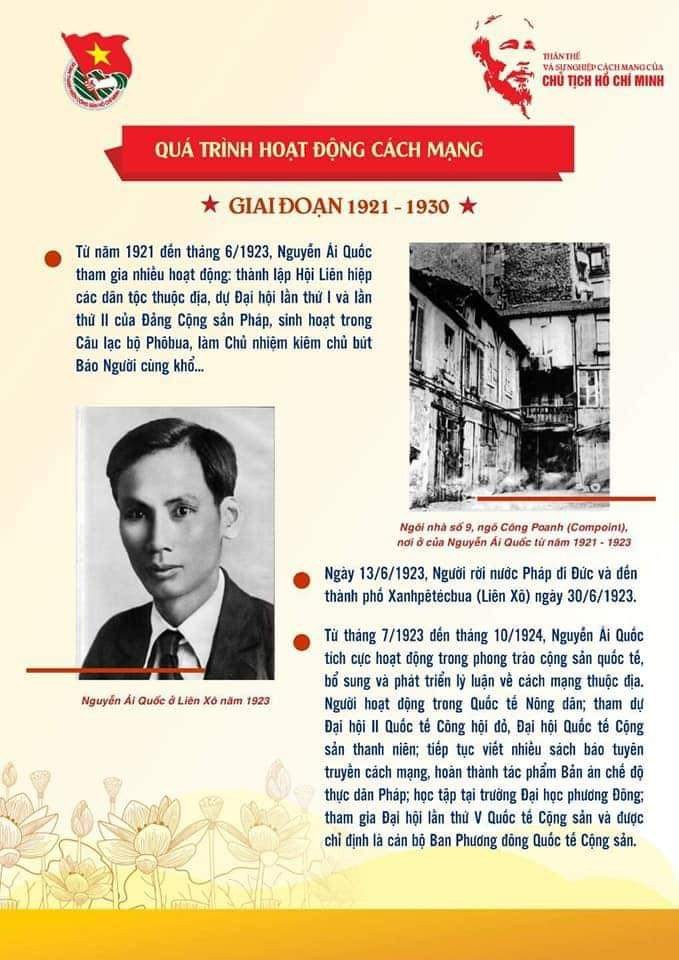 THÂN THẾ
VÀ SỰ NGHIỆP CÁCH MẠNG CỦA
CHỦ TỊCH HỒ CHÍ MINH
QUÁ TRÌNH HOẠT ĐỘNG CÁCH MẠNG
GIAI ĐOẠN 1921 - 1930
Từ năm 1921 đến tháng 6/1923, Nguyễn Ái Quốc
tham gia nhiều hoạt động: thành lập Hội Liên hiệp
các dân tộc thuộc địa, dự Đại hội lần thứ I và lần
thứ II của Đảng Cộng sản Pháp, sinh hoạt trong
Câu lạc bộ Phôbua, làm Chủ nhiệm kiêm chủ bút
Báo Người cùng khổ...
Ngôi nhà số 9, ngõ Công Poanh (Compoint),
nơi ở của Nguyễn Ái Quốc từ năm 1921 - 1923
Nguyễn Ái Quốc ở Liên Xô năm 1923
Ngày 13/6/1923, Người rời nước Pháp đi Đức và đến
thành phố Xanhpêtécbua (Liên Xô) ngày 30/6/1923.
Từ tháng 7/1923 đến tháng 10/1924, Nguyễn Ái Quốc
tích cực hoạt động trong phong trào cộng sản quốc tế,
bổ sung và phát triển lý luận về cách mạng thuộc địa.
Người hoạt động trong Quốc tế Nông dân; tham dự
Đại hội II Quốc tế Công hội đỏ, Đại hội Quốc tế Cộng
sản thanh niên; tiếp tục viết nhiều sách báo tuyên
truyền cách mạng, hoàn thành tác phẩm Bản án chế độ
thực dân Pháp; học tập tại trường Đại học phương Đông;
tham gia Đại hội lần thứ V Quốc tế Cộng sản và được
chỉ định là cán bộ Ban Phương đông Quốc tế Cộng sản.